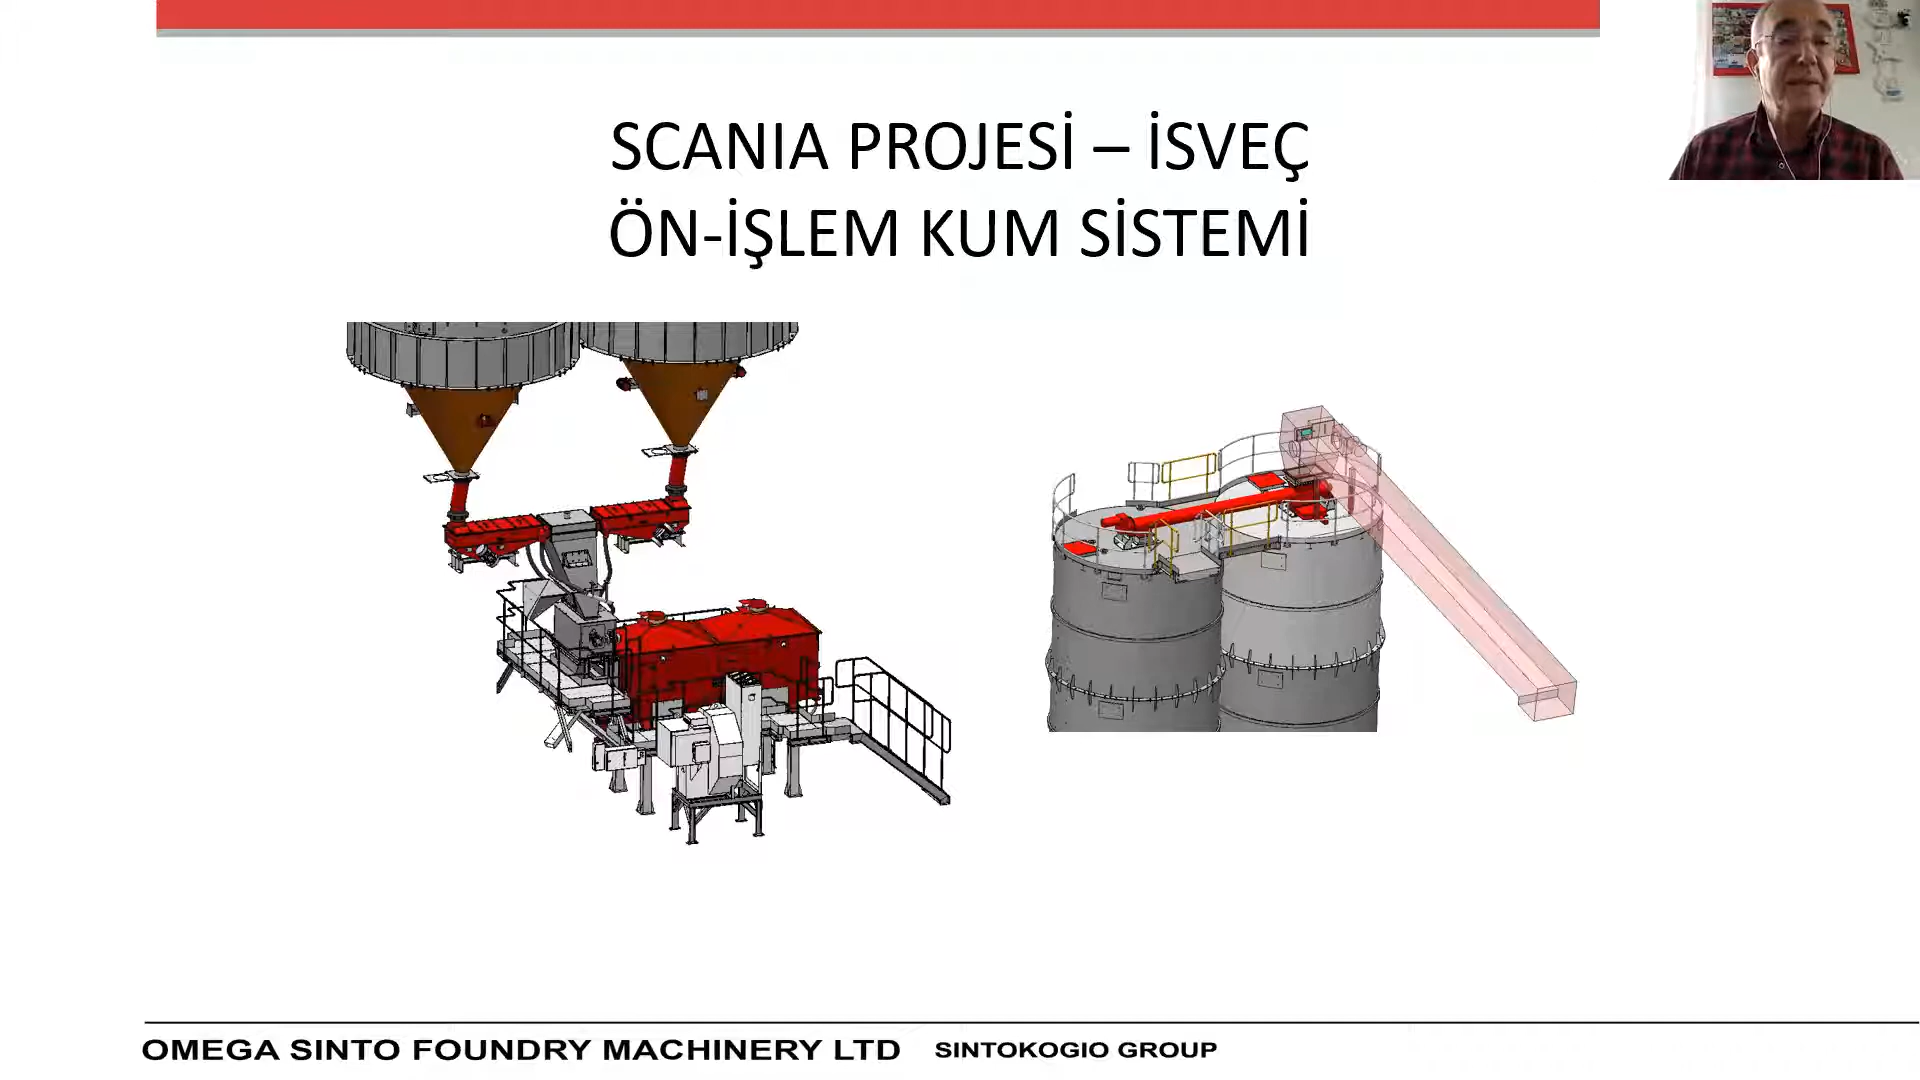 SCANIA PROJESİ – İSVEÇ
ÖN-İŞLEM KUM SİSTEMİ
OMEGA SINTO FOUNDRY MACHINERY LTD SINTOKOGIO GROUP